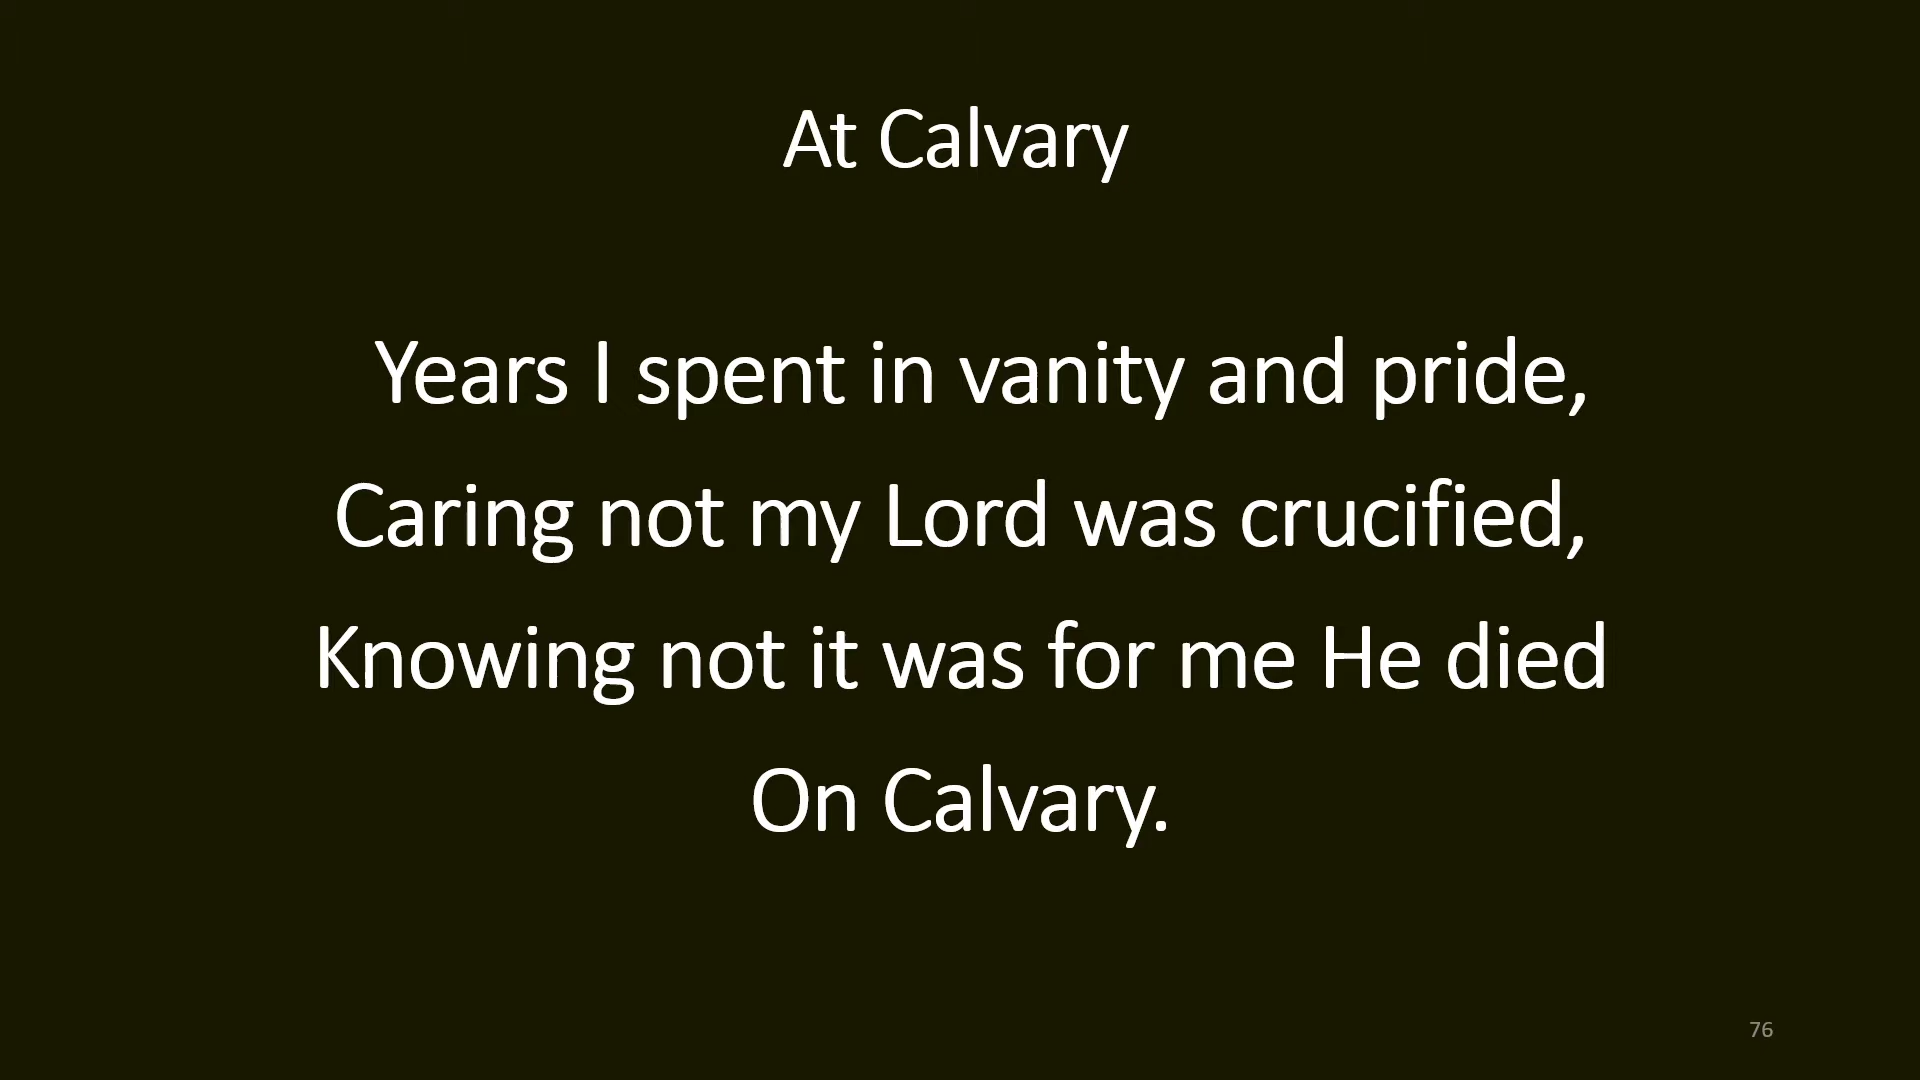 At Calvary
Years I spent in vanity and pride,
Caring not my Lord was crucified,
Knowing not it was for me He died
On Calvary.
76